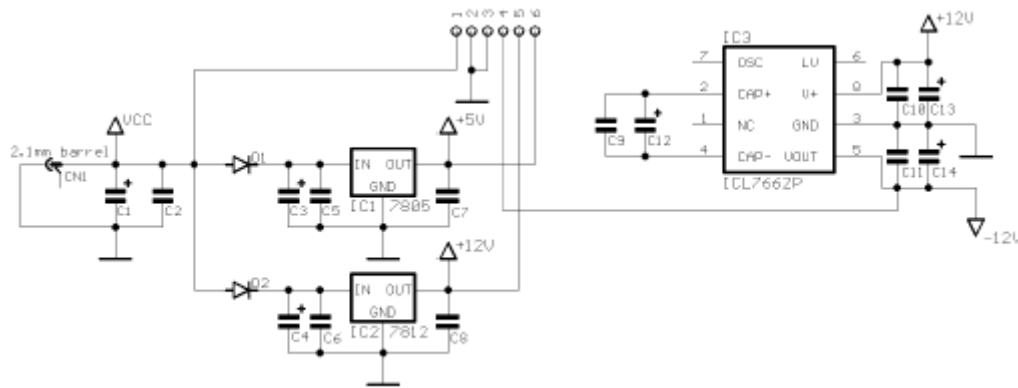 1 2 3 4 5 6
IC3
+12V
7 OSC LV 6
2 CAP+ V+ 8
1 NC GND 3
4 CAP- VOUT 5
ICL7662P
C9 C12
C10 C13
C11 C14
-12V
VCC
+5V
2.1mm barrel
CN1
D1
IN OUT
GND
IC1 7805
C1 C2 C3 C5 C7
+12V
D2
IN OUT
GND
IC2 7812
C4 C6 C8